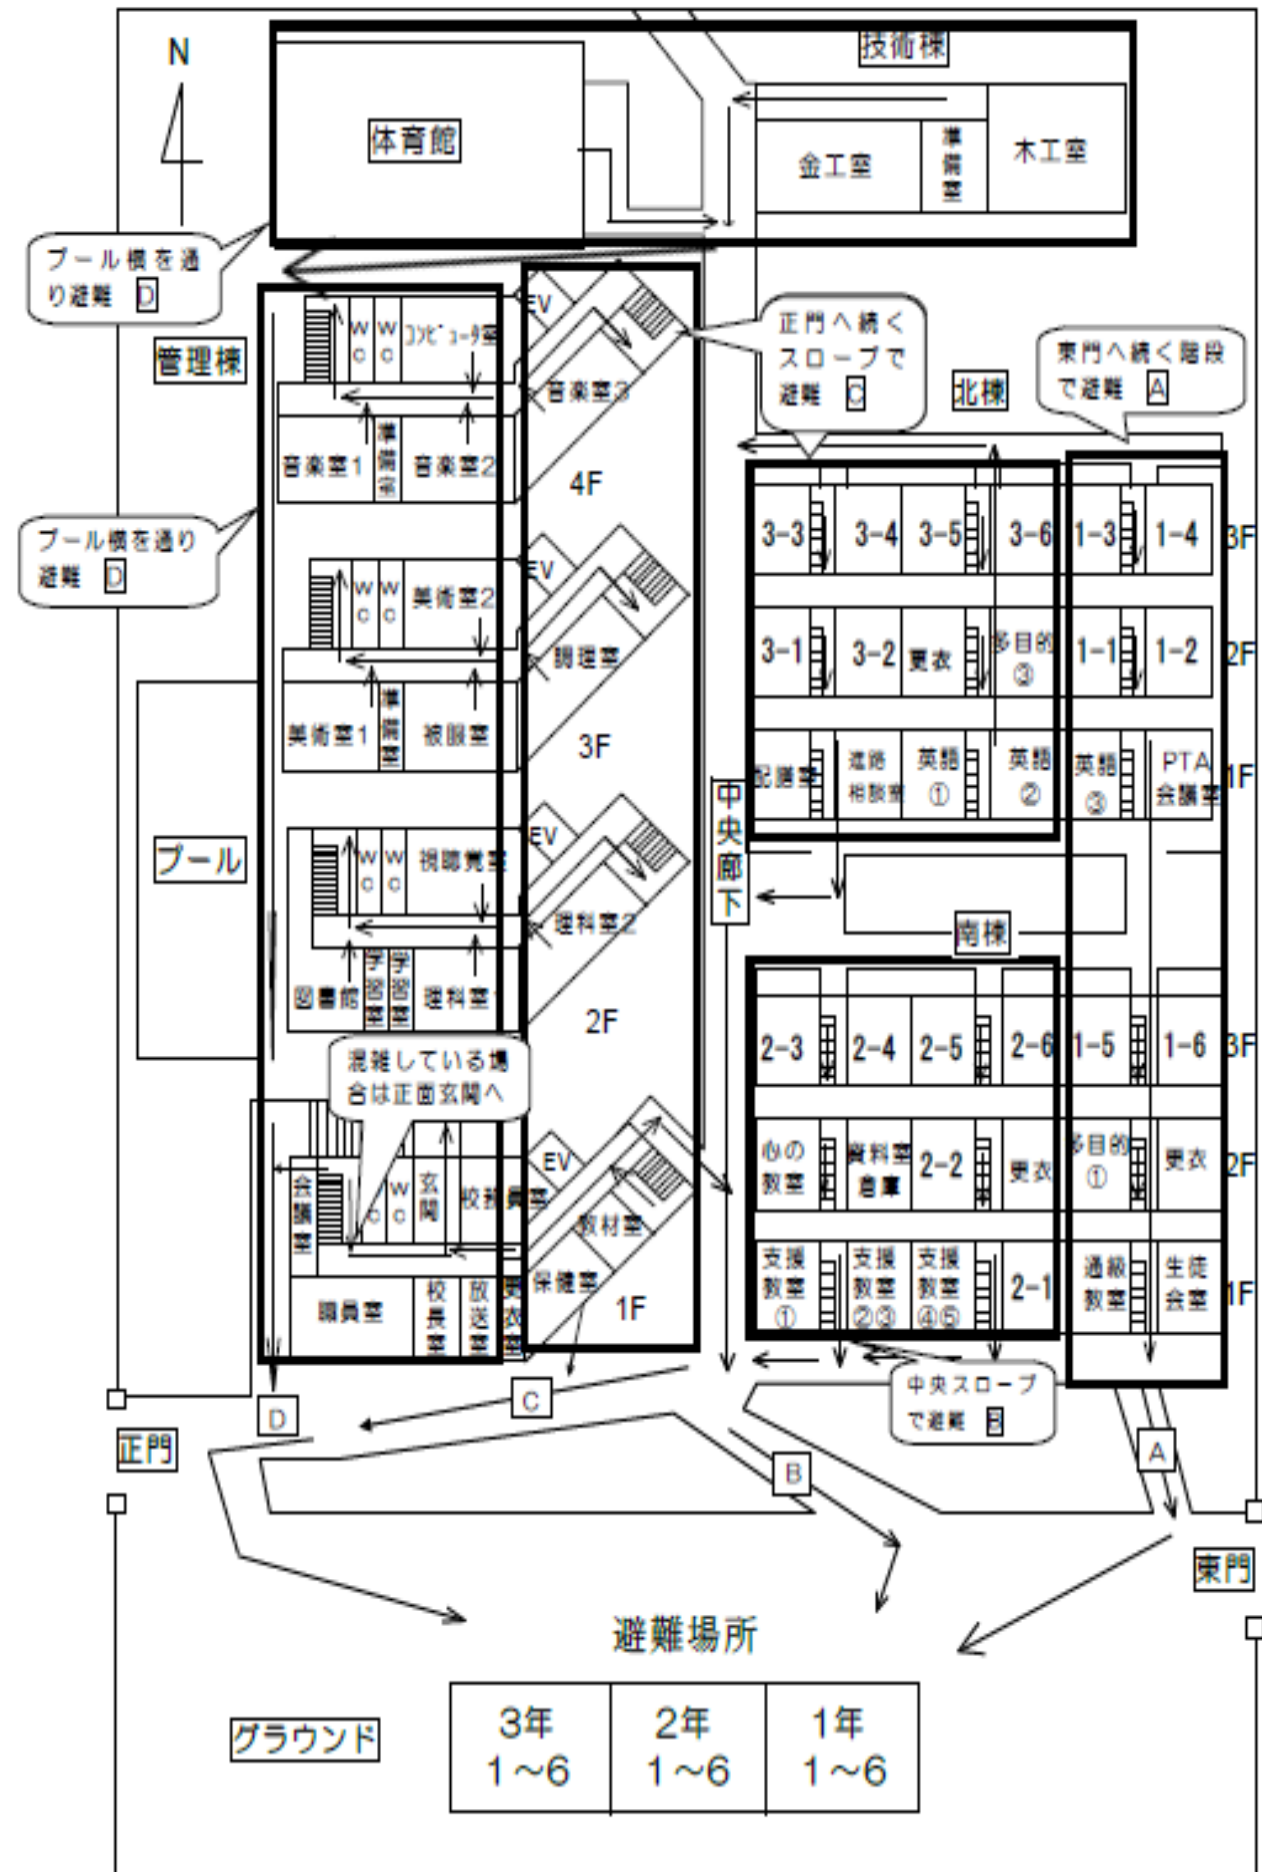 N
技術棟
体育館
金工室
準備室
木工室
プール横を通
り避難 D
管理棟
EV
WC
WC
コンピュータ室
音楽室3
音楽室1
準備室
音楽室2
4F
正門へ続く
スロープで
避難 C
東門へ続く階段
で避難 A
北棟
プール横を通り
避難 D
3-3
3-4
3-5
3-6
1-3
1-4
3F
EV
WC
WC
美術室2
調理室
美術室1
準備室
被服室
3F
3-1
3-2
更衣
多目的
③
1-1
1-2
2F
配膳室
進路
相談室
英語
①
英語
②
英語
③
PTA
会議室
1F
プール
中央廊下
EV
WC
WC
視聴覚室
理科室2
図書館
学習室
学習室
理科室1
2F
南棟
2-3
2-4
2-5
2-6
1-5
1-6
3F
混雑している場
合は正面玄関へ
心の
教室
資料室
倉庫
2-2
更衣
多目的
①
更衣
2F
EV
会議室
WC
玄関
校務員室
教材室
保健室
職員室
校長室
放送室
更衣室
1F
支援
教室
①
支援
教室
②③
支援
教室
④⑤
2-1
通級
教室
生徒
会室
1F
中央スロープ
で避難 B
D
C
B
A
正門
東門
避難場所
グラウンド
3年
1～6
2年
1～6
1年
1～6